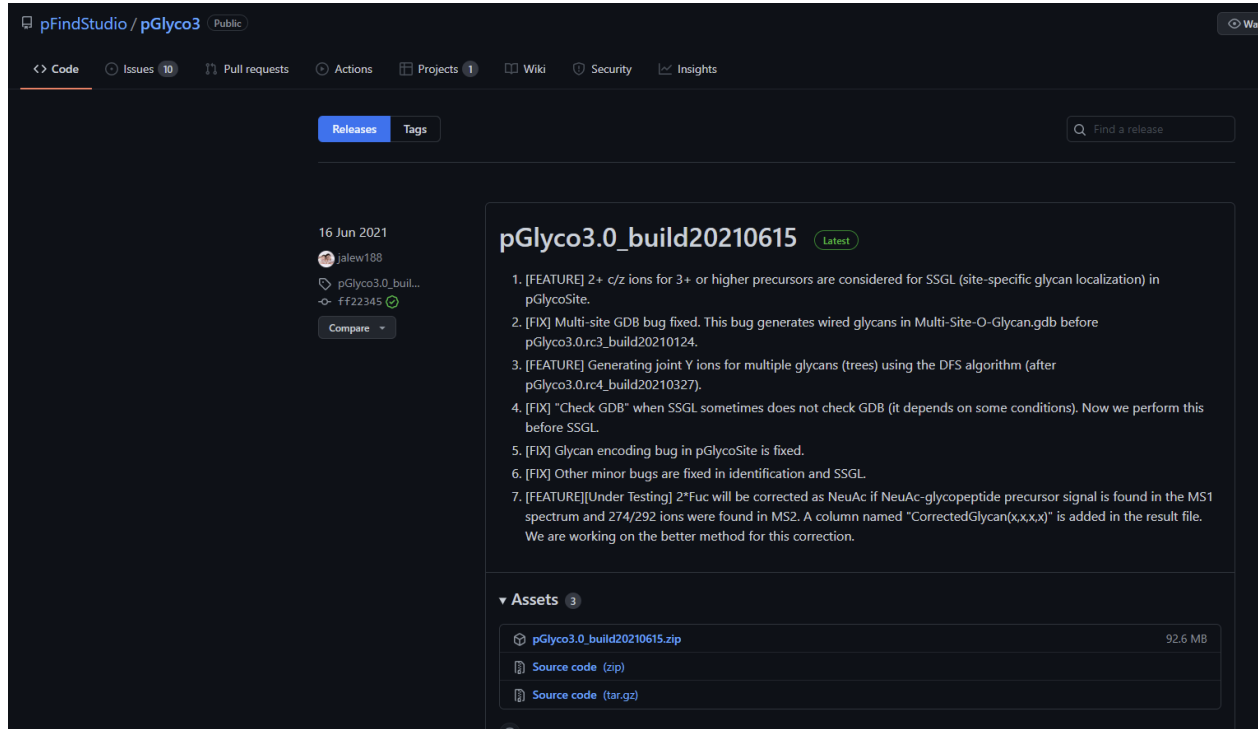 pFindStudio / pGlyco3 Public
Wa
Code Issues 10 Pull requests Actions Projects 1 Wiki Security Insights
Releases Tags
Find a release
16 Jun 2021
jalew188
pGlyco3.0_buil...
ff22345
Compare
pGlyco3.0_build20210615 Latest
1. [FEATURE] 2+ c/z ions for 3+ or higher precursors are considered for SSGL (site-specific glycan localization) in
pGlycoSite.
2. [FIX] Multi-site GDB bug fixed. This bug generates wired glycans in Multi-Site-O-Glycan.gdb before
pGlyco3.0.rc3_build20210124.
3. [FEATURE] Generating joint Y ions for multiple glycans (trees) using the DFS algorithm (after
pGlyco3.0.rc4_build20210327).
4. [FIX] "Check GDB" when SSGL sometimes does not check GDB (it depends on some conditions). Now we perform this
before SSGL.
5. [FIX] Glycan encoding bug in pGlycoSite is fixed.
6. [FIX] Other minor bugs are fixed in identification and SSGL.
7. [FEATURE][Under Testing] 2*Fuc will be corrected as NeuAc if NeuAc-glycopeptide precursor signal is found in the MS1
spectrum and 274/292 ions were found in MS2. A column named "CorrectedGlycan(x,x,x,x)" is added in the result file.
We are working on the better method for this correction.
Assets 3
pGlyco3.0_build20210615.zip 92.6 MB
Source code (zip)
Source code (tar.gz)